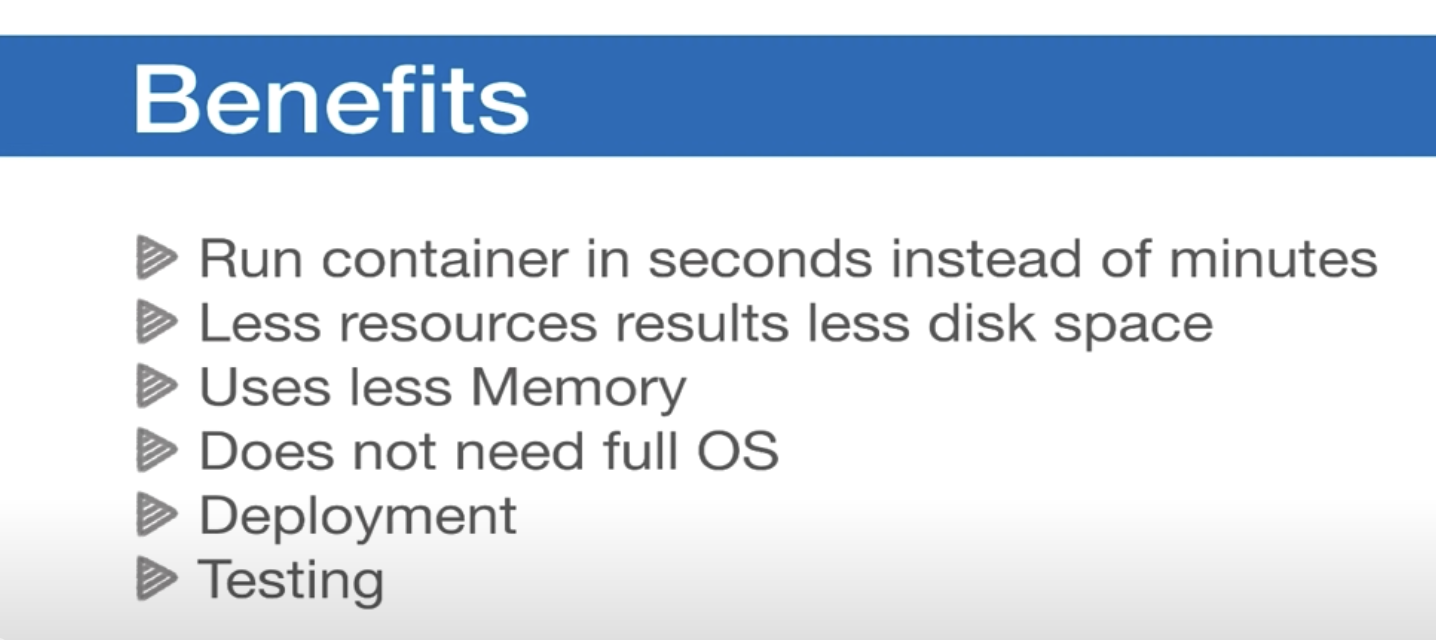 Benefits
Run container in seconds instead of minutes
Less resources results less disk space
Uses less Memory
Does not need full OS
Deployment
Testing